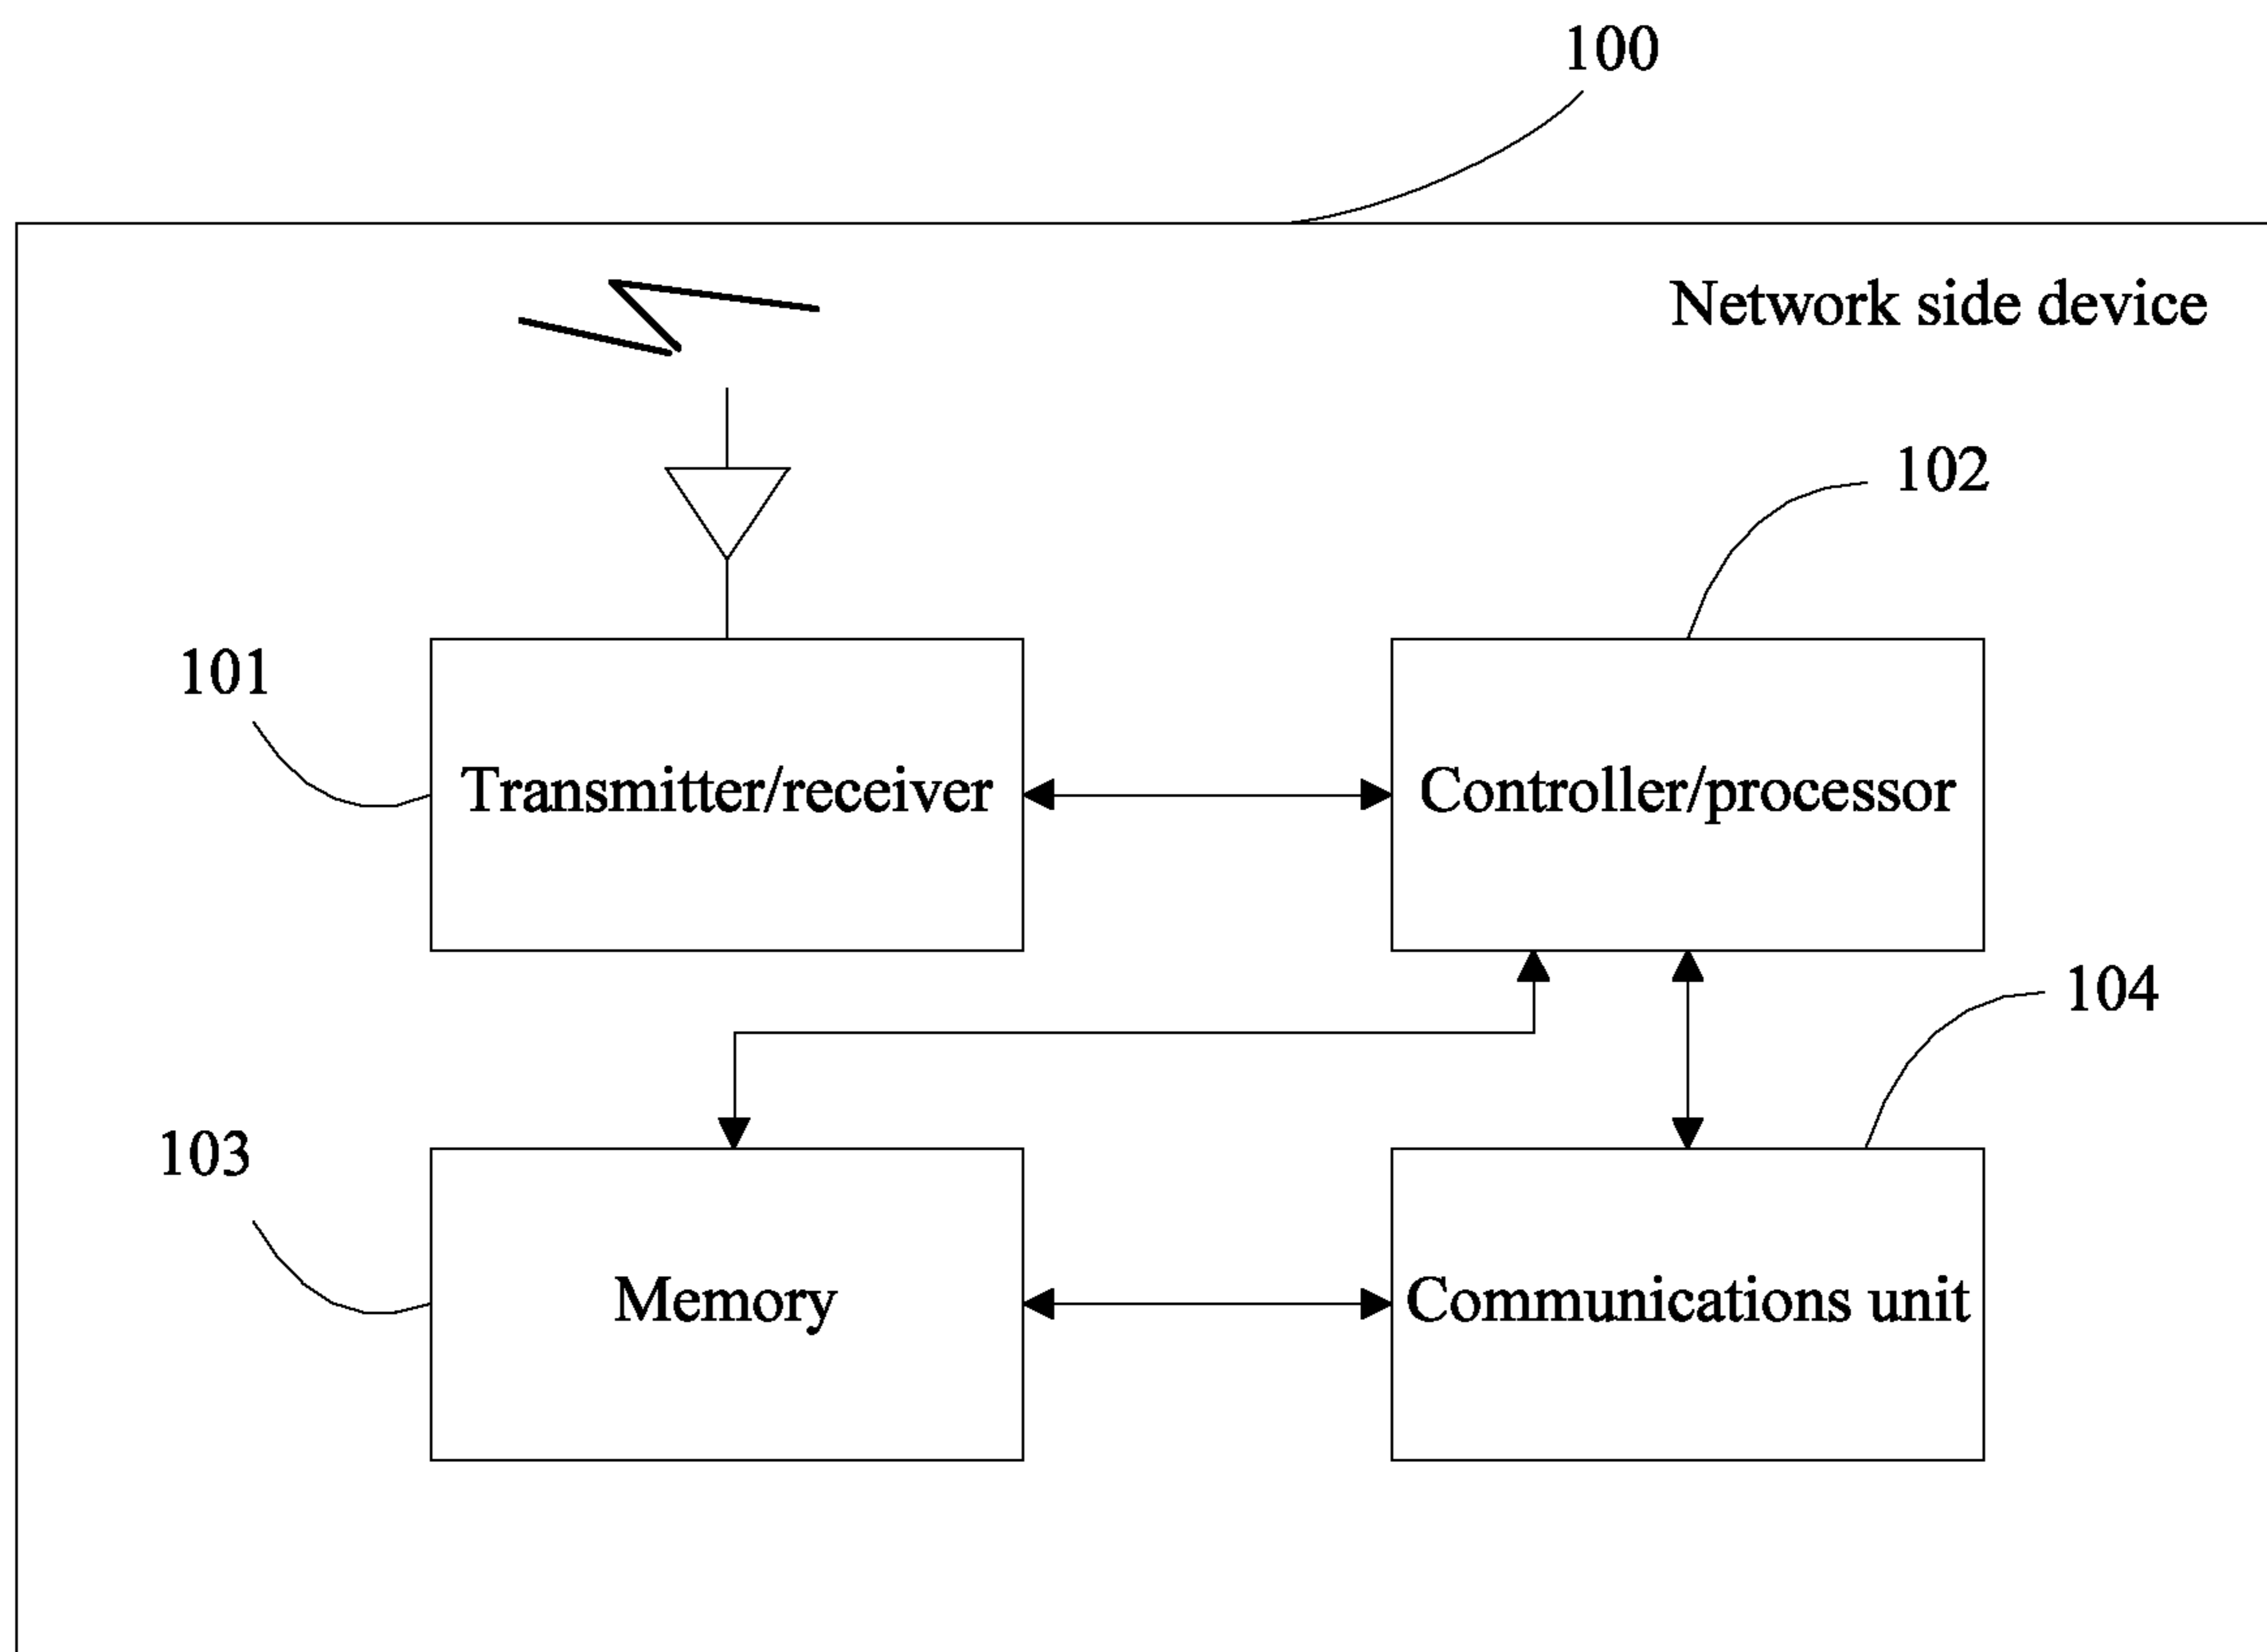 100
Network side device
102
101
Transmitter/receiver
Controller/processor
104
103
Memory
Communications unit